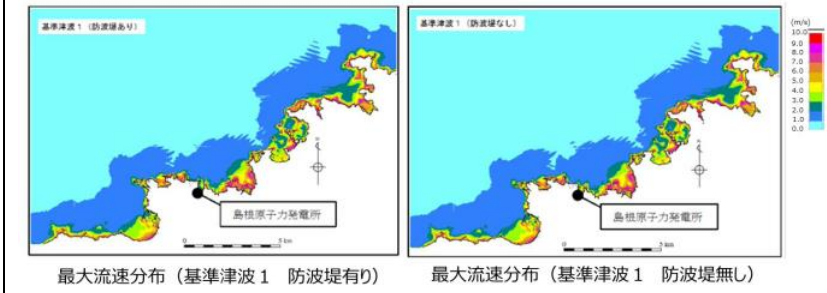 基準津波1(防波堤あり)
島根原子力発電所
0 5 km
最大流速分布(基準津波1 防波堤有り)
基準津波1(防波堤なし)
島根原子力発電所
0 5 km
最大流速分布(基準津波1 防波堤無し)
(m/s)
10.0
9.0
8.0
7.0
6.0
5.0
4.0
3.0
2.0
1.0
0.0